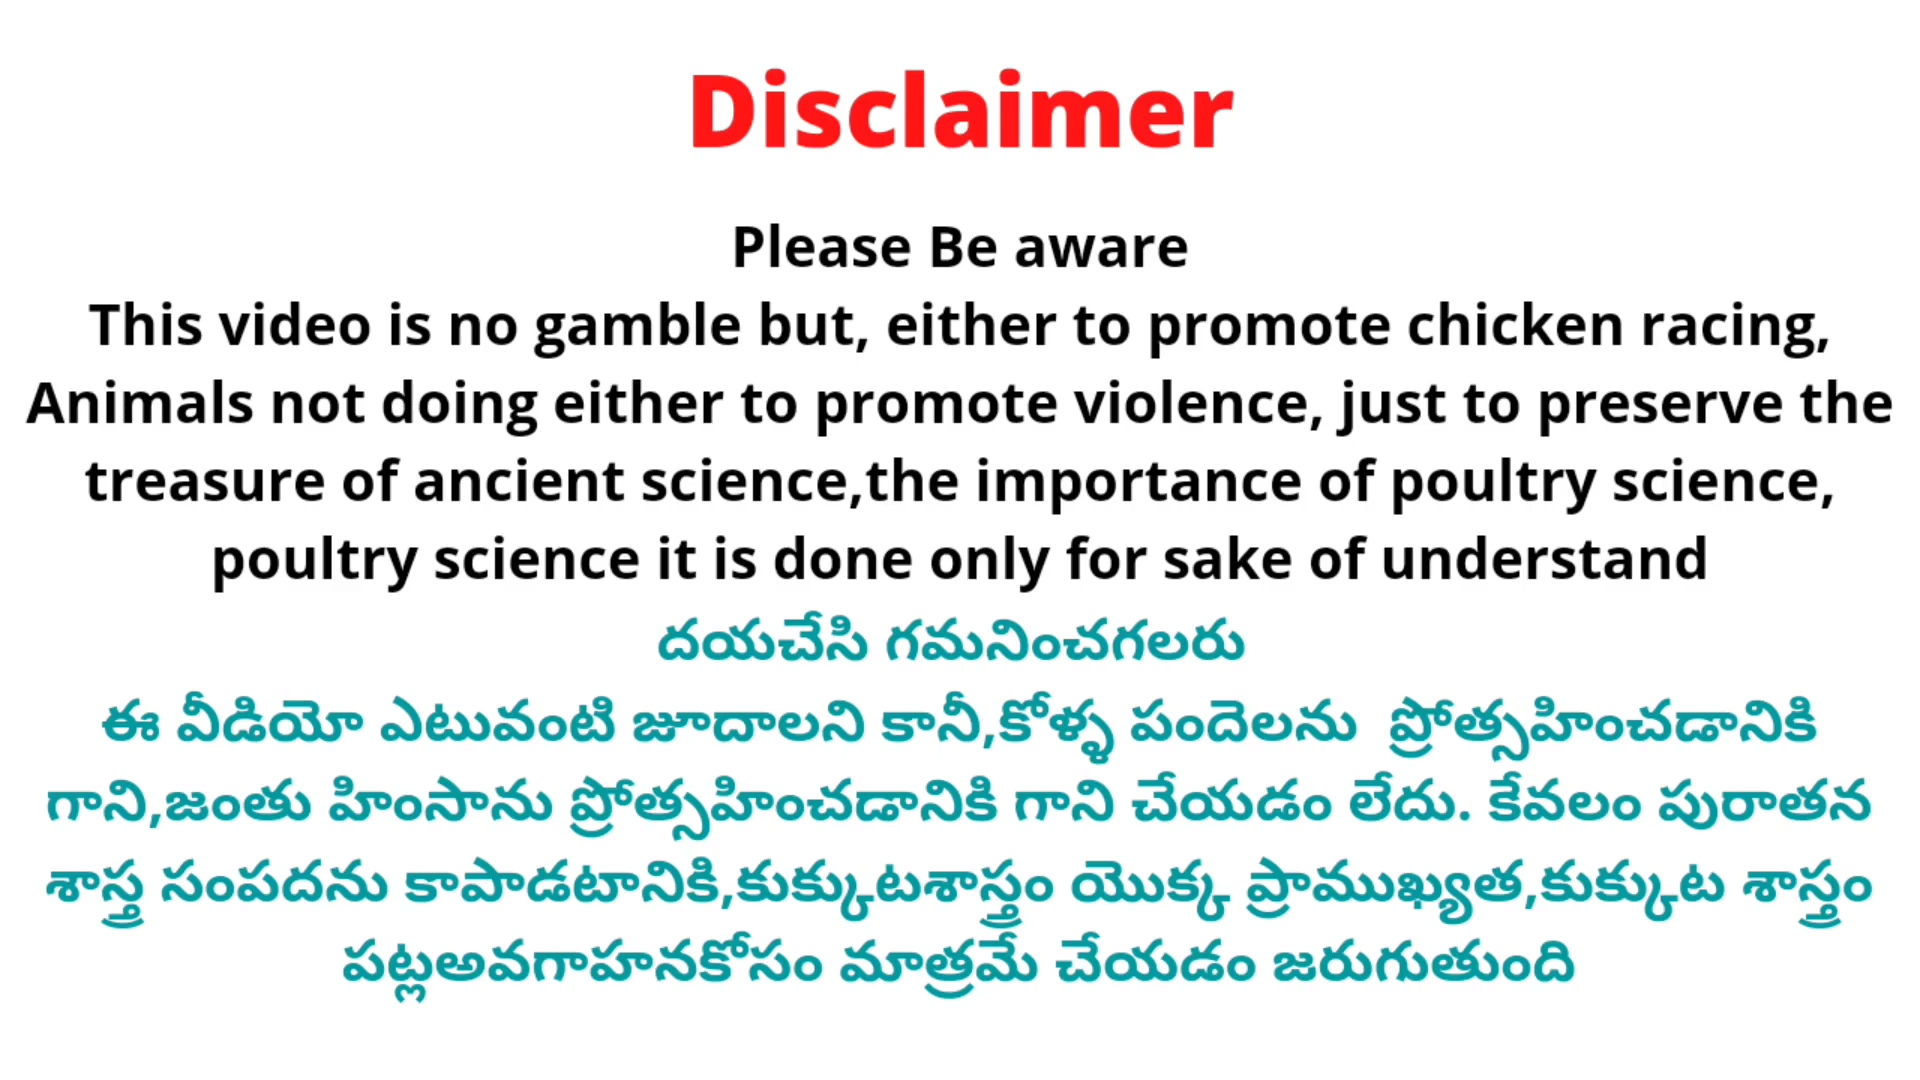 Disclaimer
Please Be aware
This video is no gamble but, either to promote chicken racing,
Animals not doing either to promote violence, just to preserve the
treasure of ancient science,the importance of poultry science,
poultry science it is done only for sake of understand
దయచేసి గమనించగలరు
ఈ వీడియో ఎటువంటి జూదాలని కానీ,కోళ్ళ పందెలను  ప్రోత్సహించడానికి
గాని,జంతు హింసాను ప్రోత్సహించడానికి గాని చేయడం లేదు. కేవలం పురాతన
శాస్త్ర సంపదను కాపాడటానికి,కుక్కుటశాస్త్రం యొక్క ప్రాముఖ్యత,కుక్కుట శాస్త్రం
పట్లఅవగాహనకోసం మాత్రమే చేయడం జరుగుతుంది